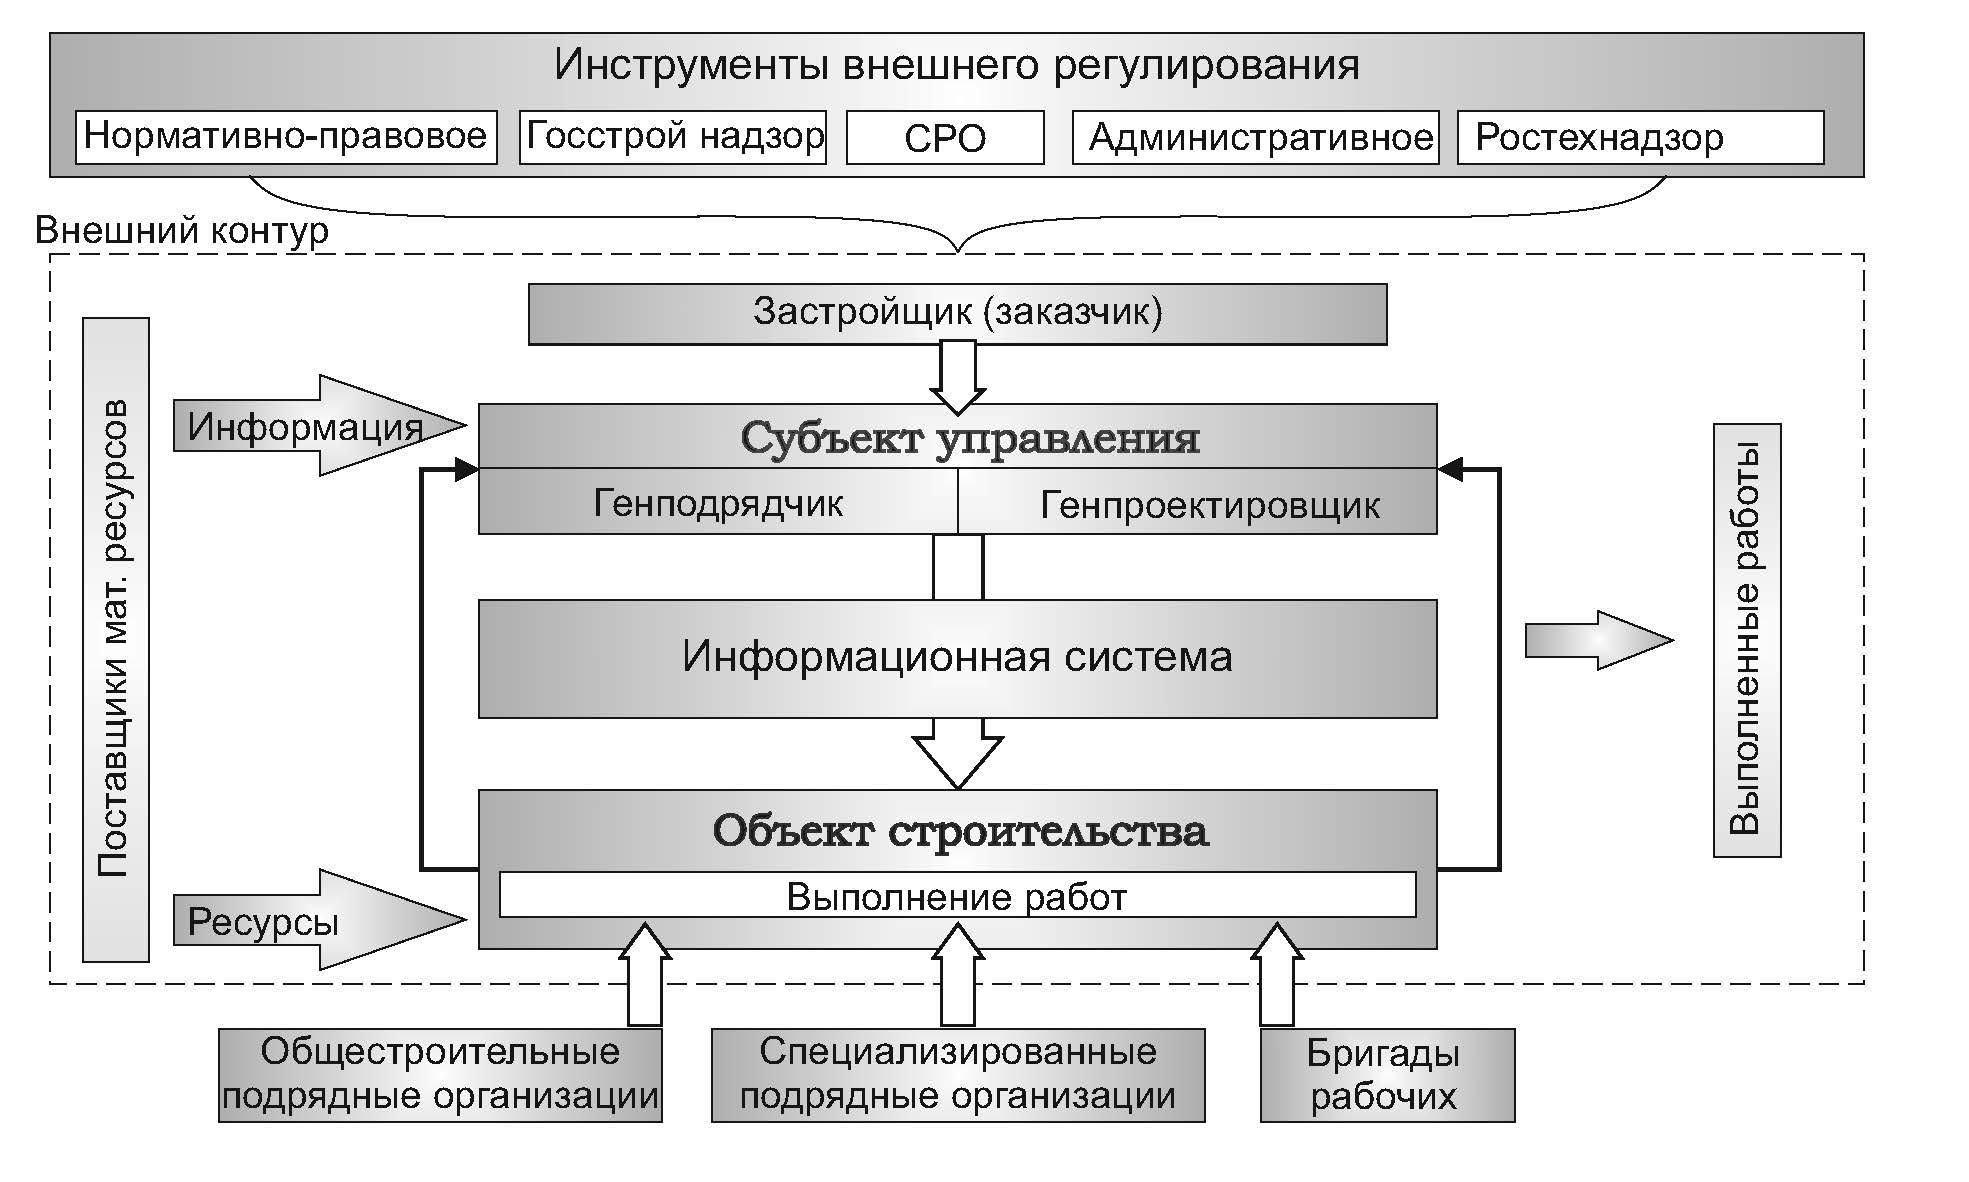 Инструменты внешнего регулирования
Нормативно-правовое
Госстрой надзор
СРО
Административное
Ростехнадзор
Внешний контур
Застройщик (заказчик)
Поставщики мат. ресурсов
Информация
Субъект управления
Генподрядчик
Генпроектировщик
Информационная система
Выполненные работы
Объект строительства
Выполнение работ
Ресурсы
Общестроительные
подрядные организации
Специализированные
подрядные организации
Бригады
рабочих